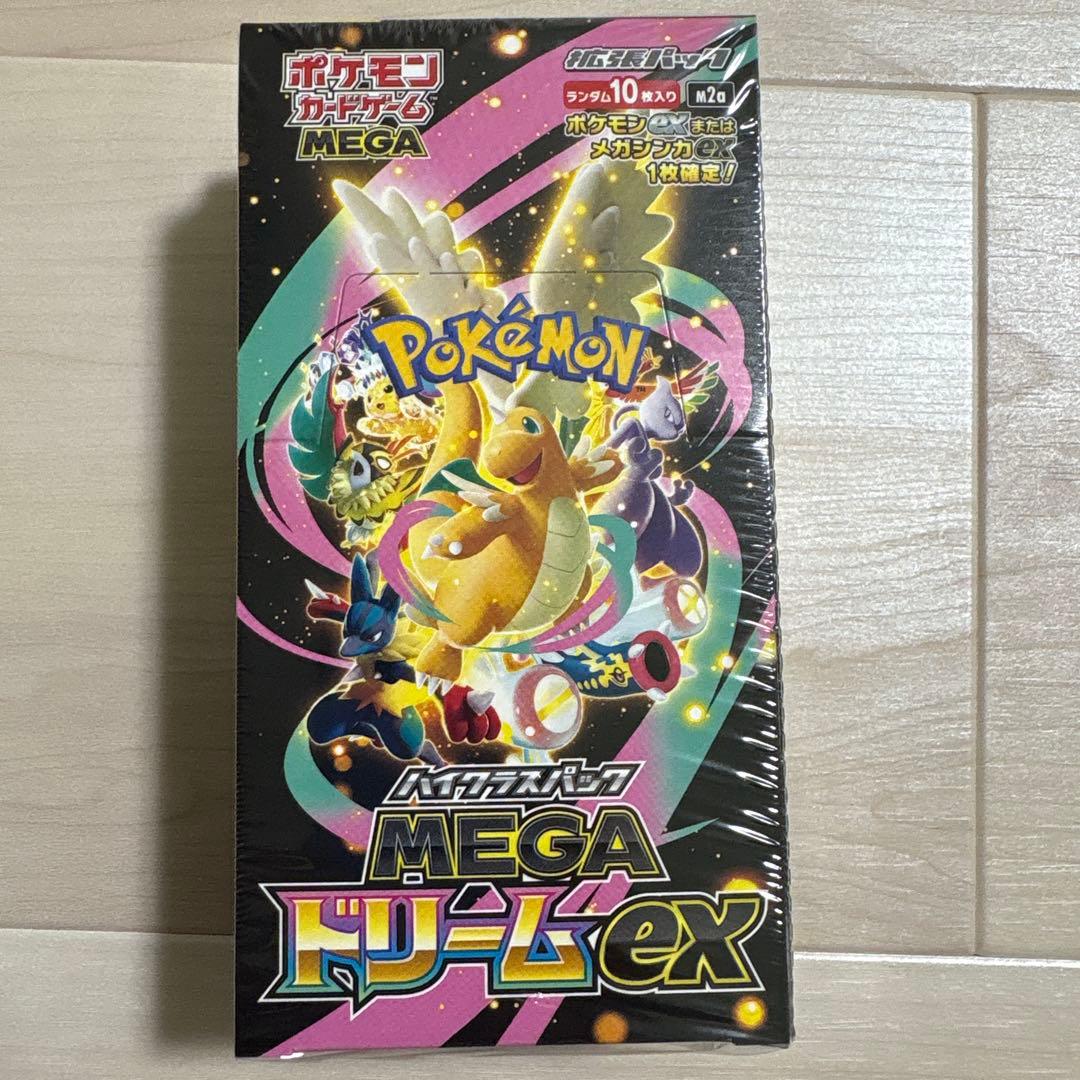 ポケモン
カードゲーム™
MEGA
拡張パック
ランダム10枚入り M2a
ポケモンexまたは
メガシンカex
1枚確定!
POKéMON™
ハイクラスパック
MEGA
ドリームex